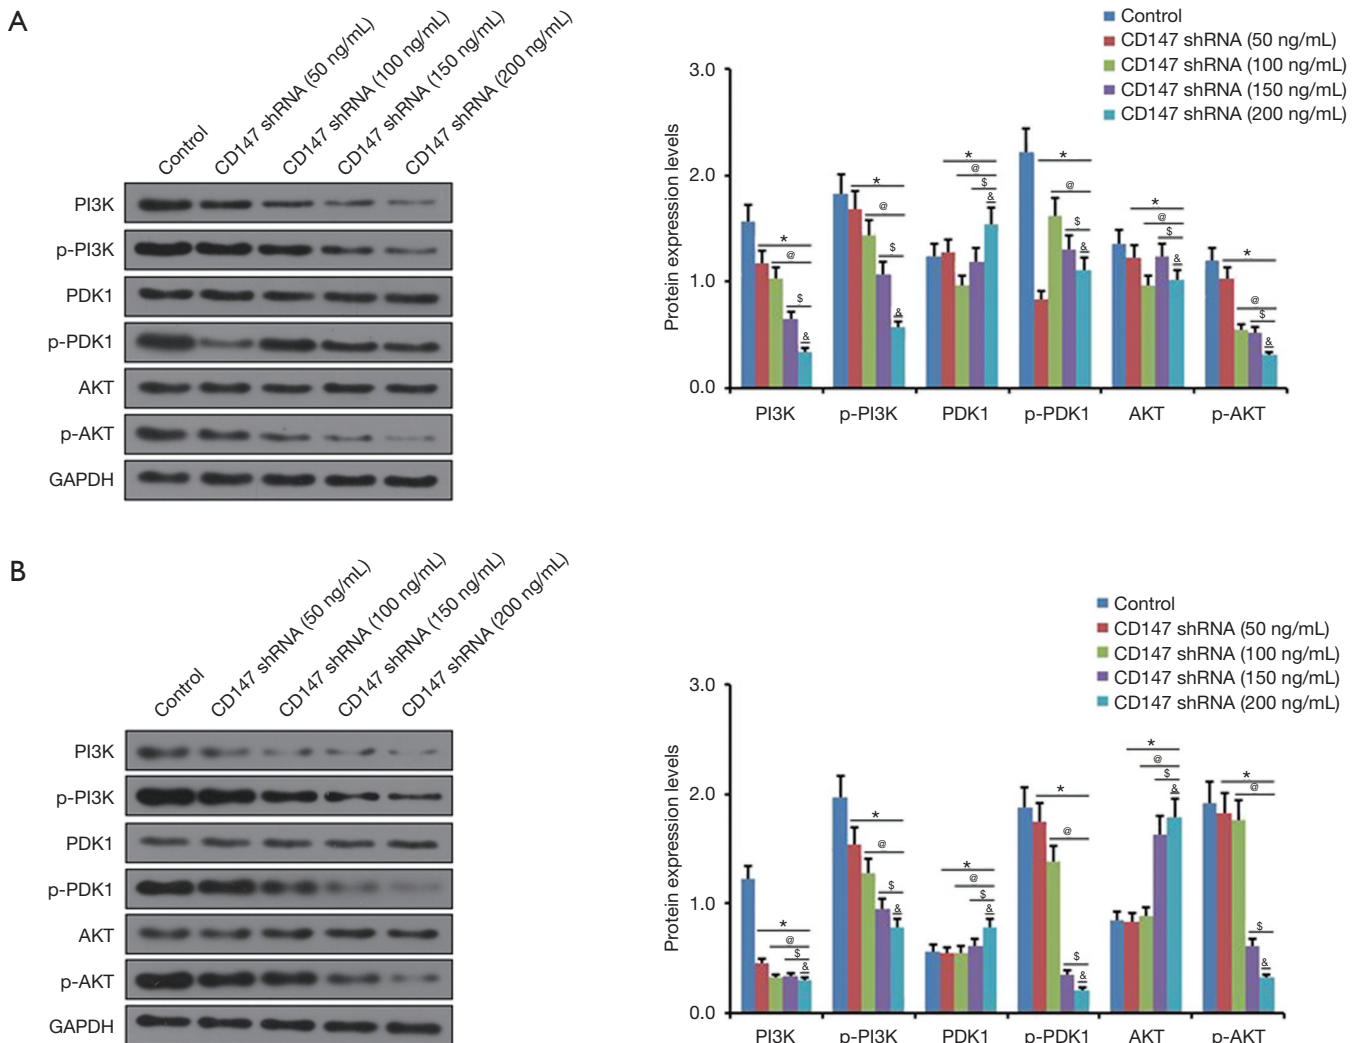 A
Control
CD147 shRNA (50 ng/mL)
CD147 shRNA (100 ng/mL)
CD147 shRNA (150 ng/mL)
CD147 shRNA (200 ng/mL)
PI3K
p-PI3K
PDK1
p-PDK1
AKT
p-AKT
GAPDH
Control
CD147 shRNA (50 ng/mL)
CD147 shRNA (100 ng/mL)
CD147 shRNA (150 ng/mL)
CD147 shRNA (200 ng/mL)
Protein expression levels
3.0
2.0
1.0
0.0
* @ $ &
* @ $ &
* @ $ &
* @ $ &
* @ $ &
* @ $ &
PI3K p-PI3K PDK1 p-PDK1 AKT p-AKT
B
Control
CD147 shRNA (50 ng/mL)
CD147 shRNA (100 ng/mL)
CD147 shRNA (150 ng/mL)
CD147 shRNA (200 ng/mL)
PI3K
p-PI3K
PDK1
p-PDK1
AKT
p-AKT
GAPDH
Control
CD147 shRNA (50 ng/mL)
CD147 shRNA (100 ng/mL)
CD147 shRNA (150 ng/mL)
CD147 shRNA (200 ng/mL)
Protein expression levels
3.0
2.0
1.0
0.0
* @ $ &
* @ $ &
* @ $ &
* @ $ &
* @ $ &
* @ $ &
PI3K p-PI3K PDK1 p-PDK1 AKT p-AKT